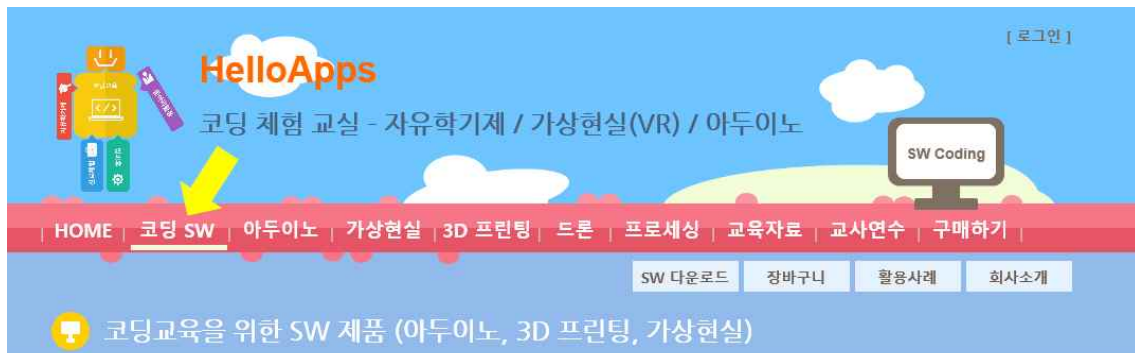 [ 로그인 ]
HelloApps
코딩 체험 교실 - 자유학기제 / 가상현실(VR) / 아두이노
SW Coding
HOME | 코딩 SW | 아두이노 | 가상현실 | 3D 프린팅 | 드론 | 프로세싱 | 교육자료 | 교사연수 | 구매하기 |
SW 다운로드 장바구니 활용사례 회사소개
코딩교육을 위한 SW 제품 (아두이노, 3D 프린팅, 가상현실)